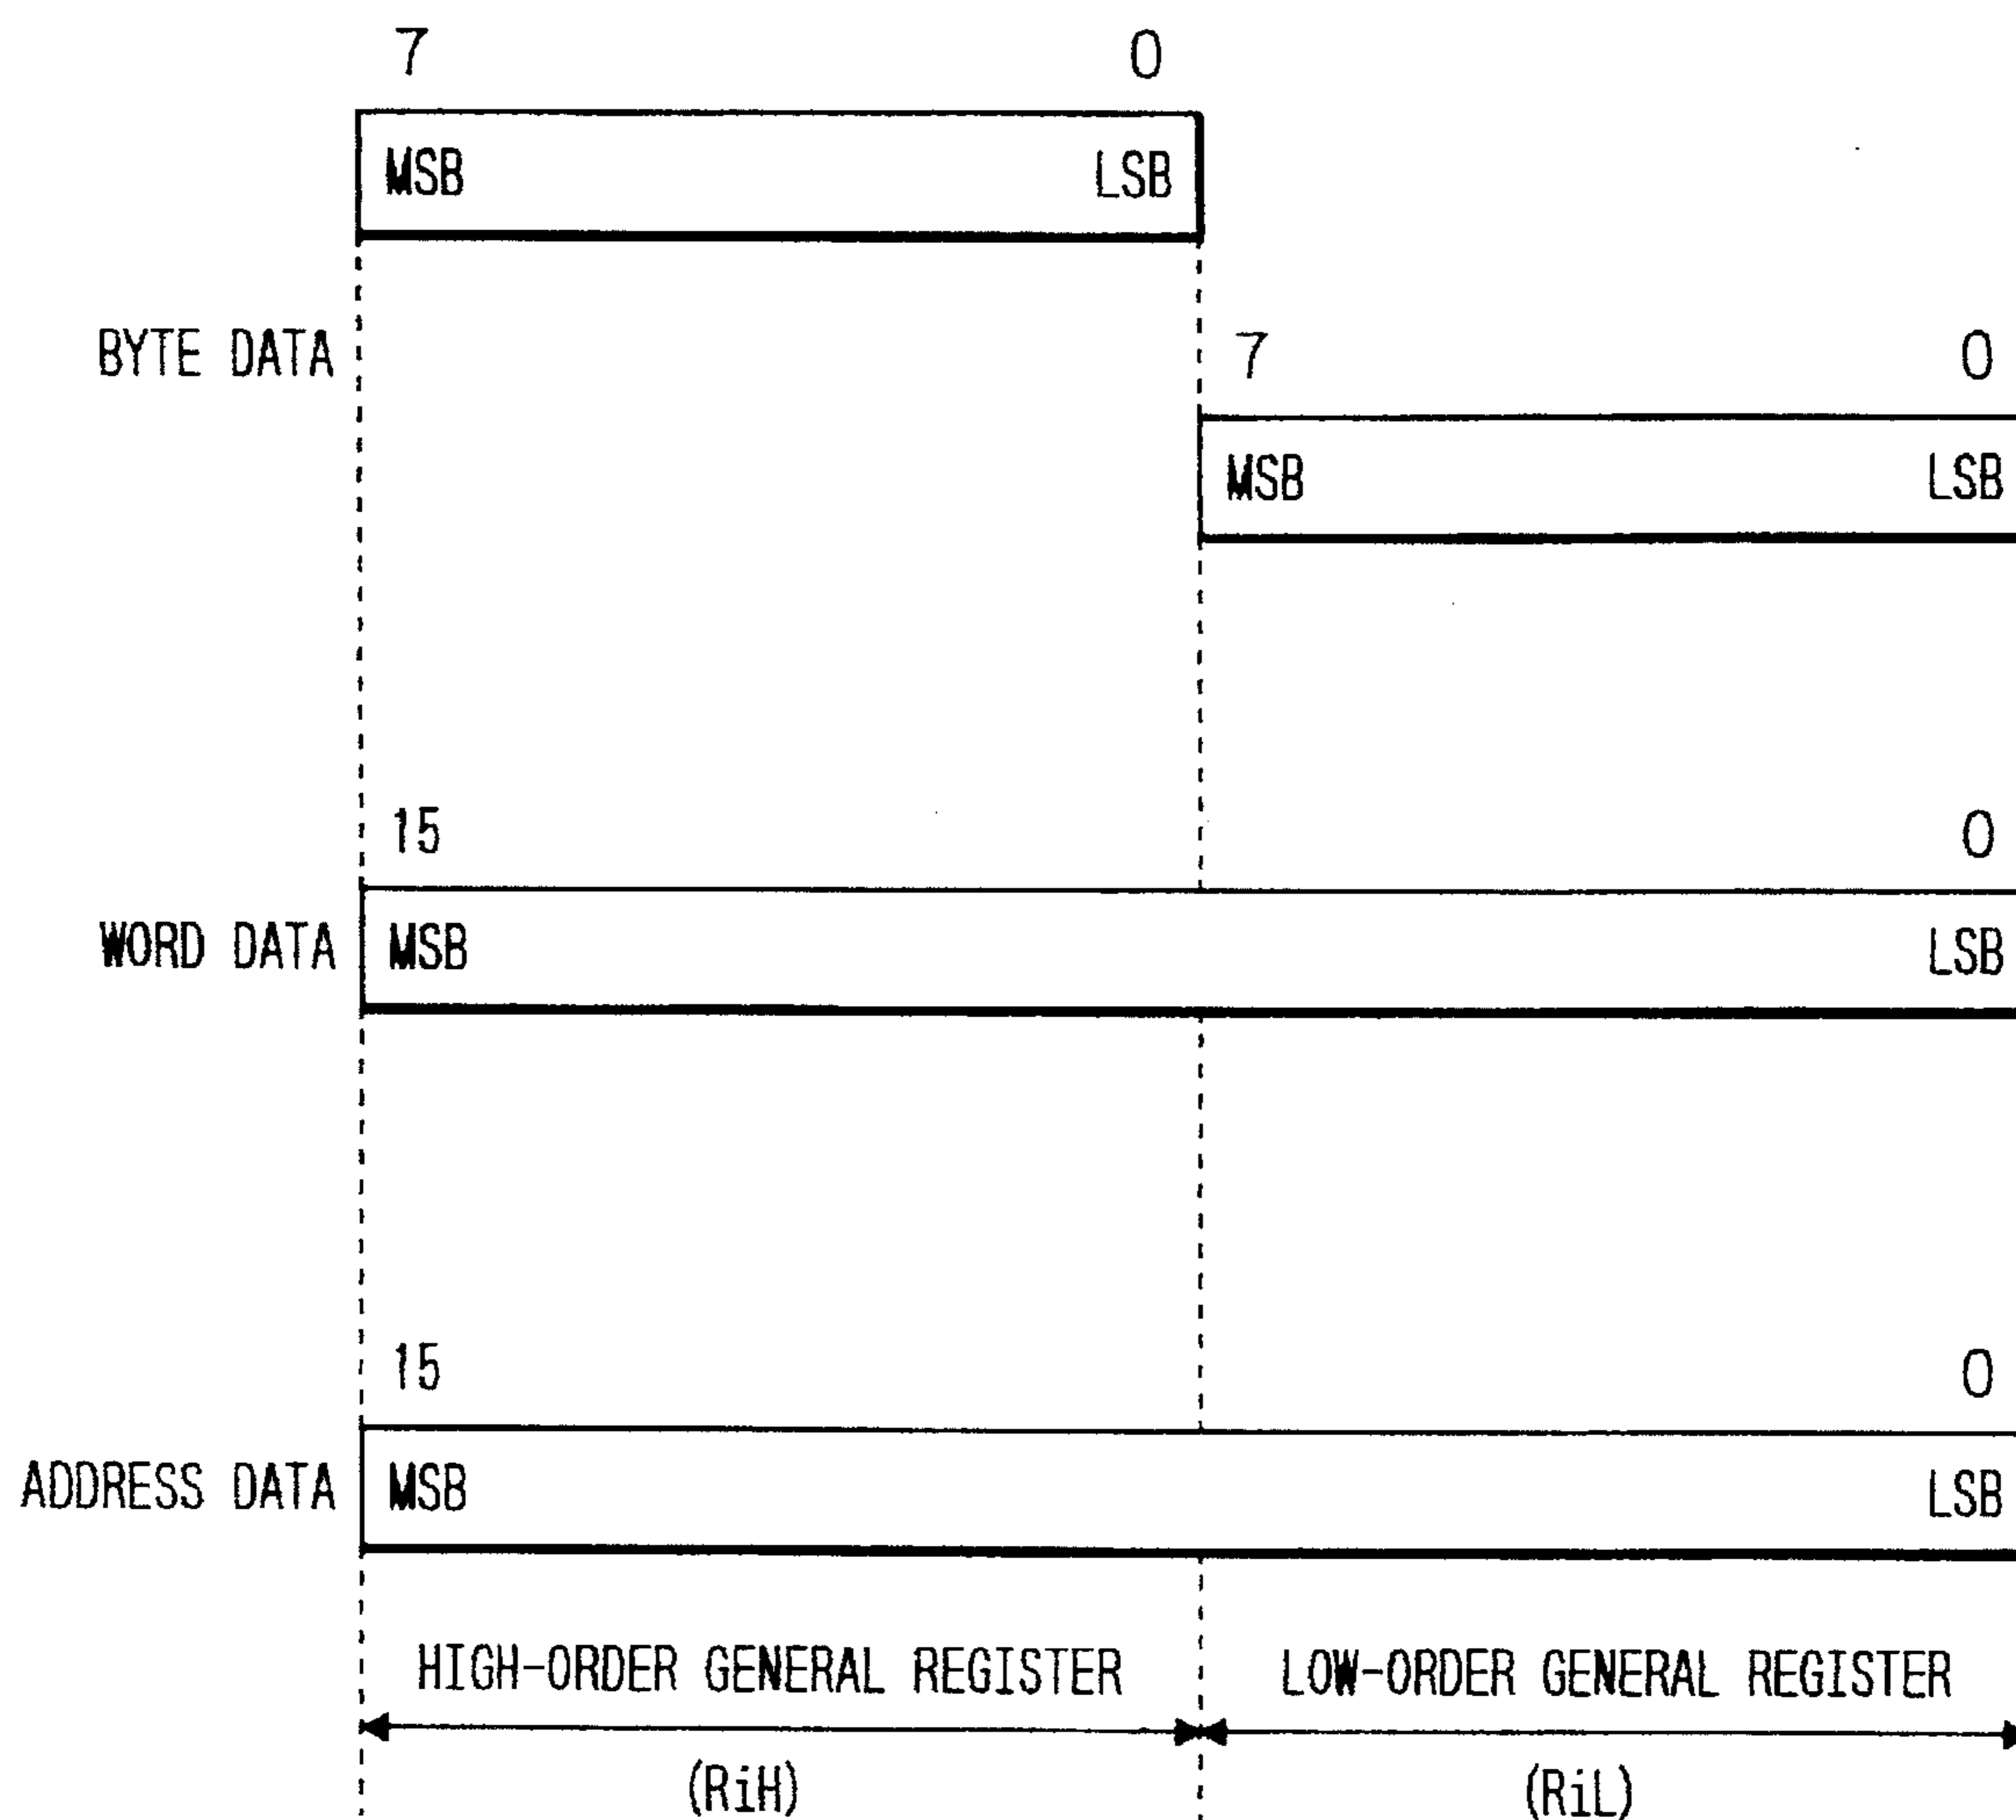 7 0
MSB LSB
BYTE DATA
7 0
MSB LSB
15 0
WORD DATA MSB LSB
15 0
ADDRESS DATA MSB LSB
HIGH-ORDER GENERAL REGISTER LOW-ORDER GENERAL REGISTER
(RiH) (RiL)